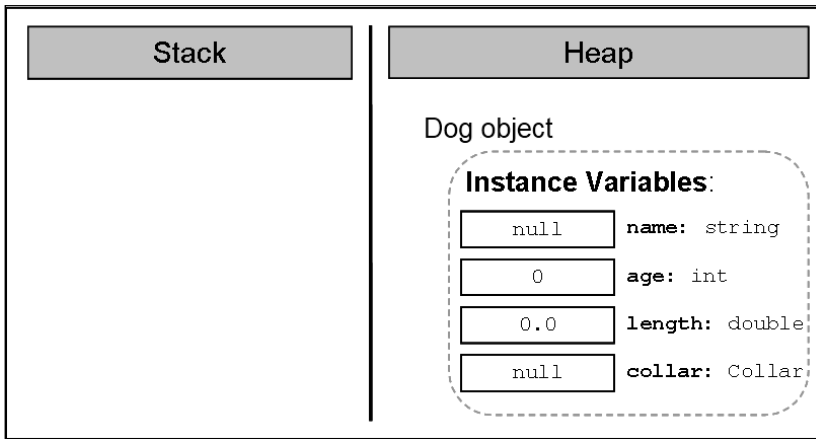 Stack
Heap
Dog object
Instance Variables:
null name: string
0 age: int
0.0 length: double
null collar: Collar